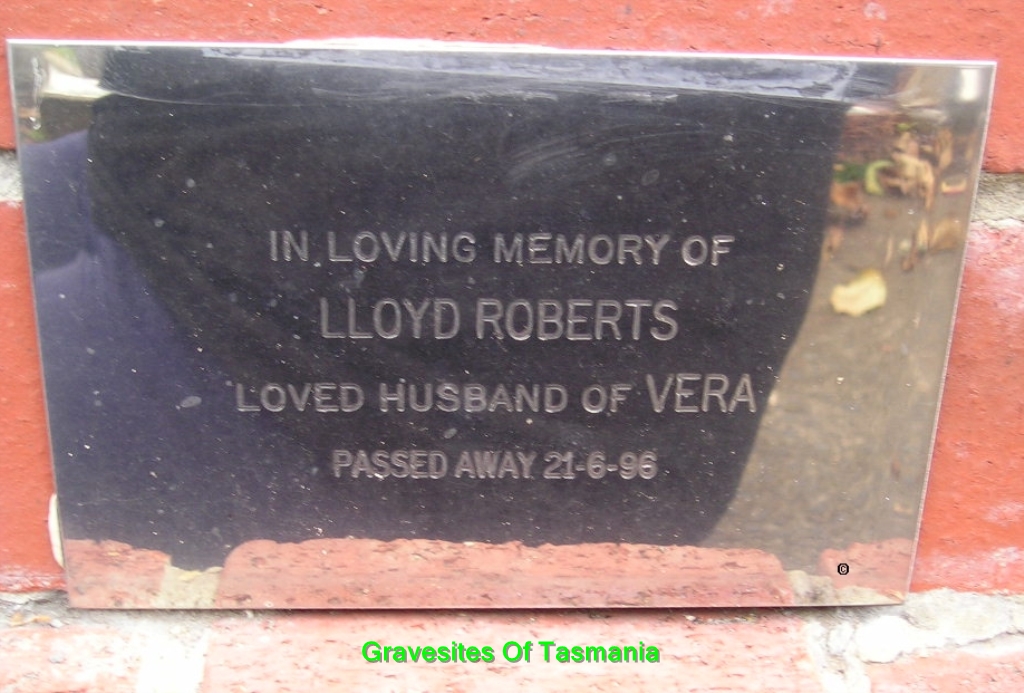 IN LOVING MEMORY OF
LLOYD ROBERTS
LOVED HUSBAND OF VERA
PASSED AWAY 21-6-96
©
Gravesites Of Tasmania